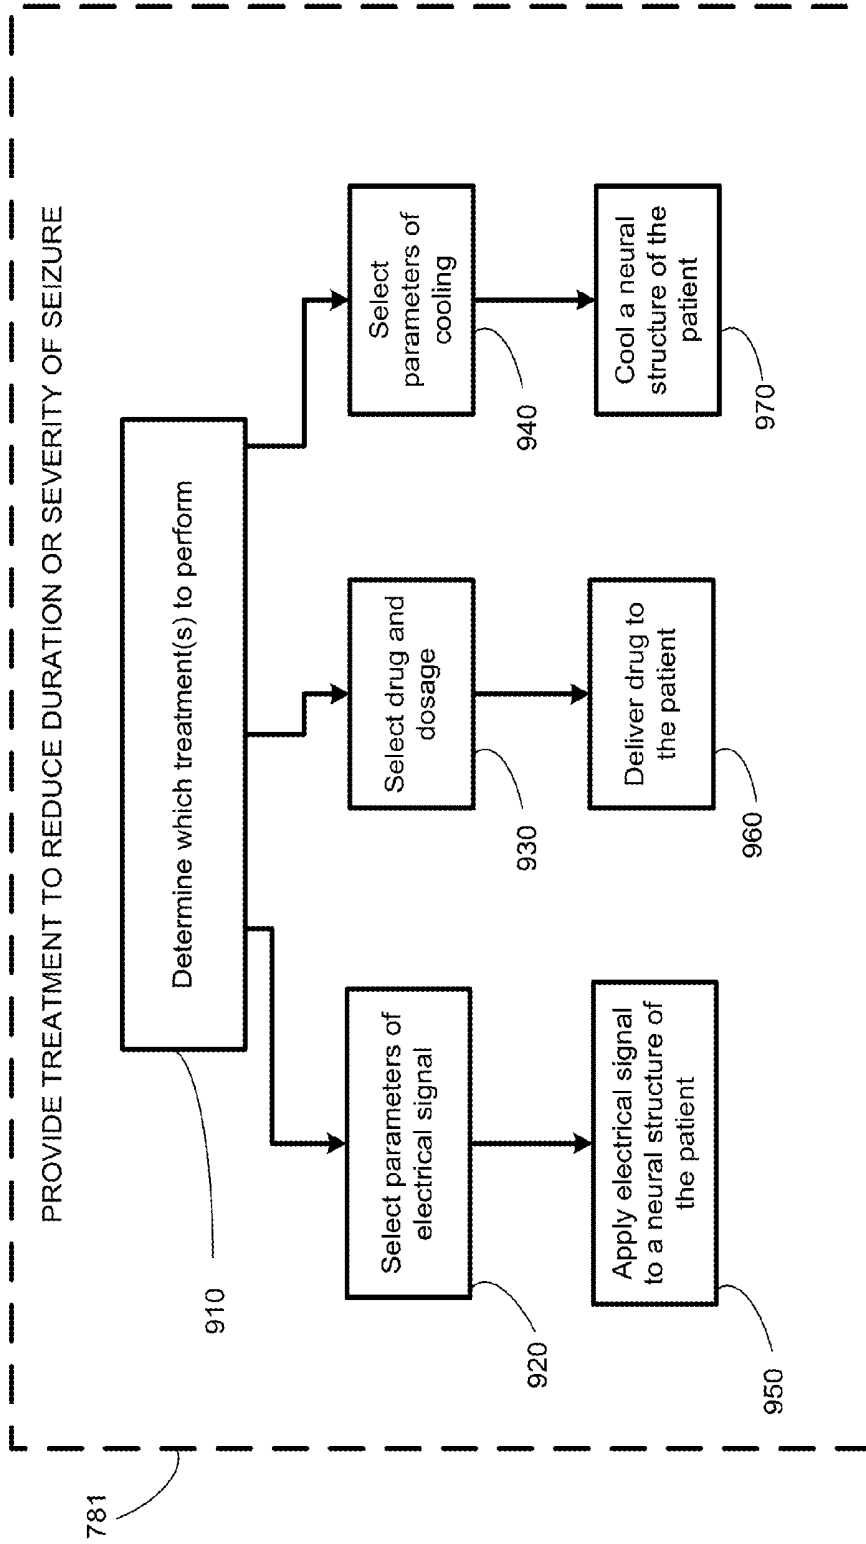 PROVIDE TREATMENT TO REDUCE DURATION OR SEVERITY OF SEIZURE
781
Determine which treatment(s) to perform
910
Select parameters of
electrical signal
920
Select drug and
dosage
930
Select
parameters of
cooling
940
Apply electrical signal
to a neural structure of
the patient
950
Deliver drug to
the patient
960
Cool a neural
structure of the
patient
970